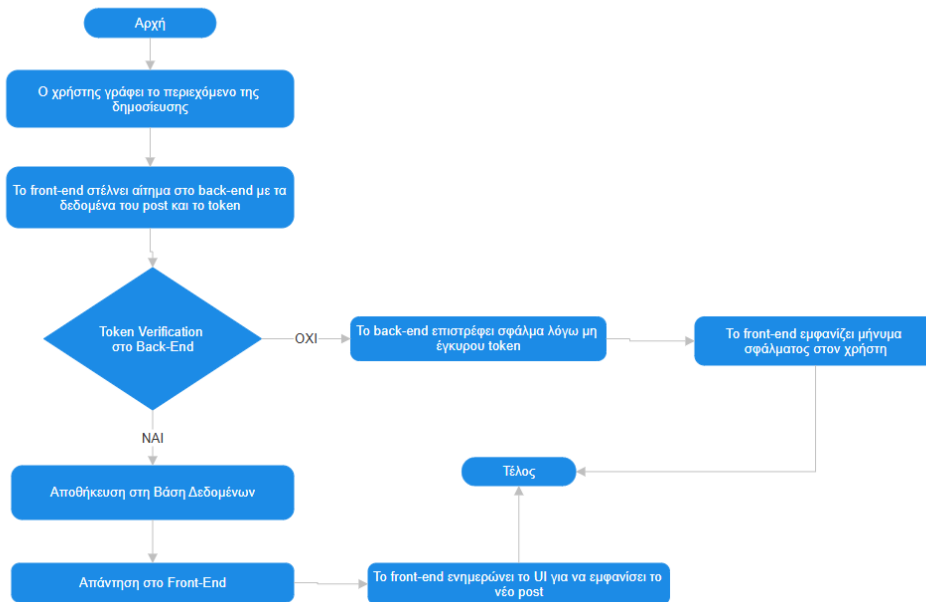 Αρχή
Ο χρήστης γράφει το περιεχόμενο της
δημοσίευσης
Το front-end στέλνει αίτημα στο back-end με τα
δεδομένα του post και το token
Token Verification
στο Back-End
ΟΧΙ
Το back-end επιστρέφει σφάλμα λόγω μη
έγκυρου token
Το front-end εμφανίζει μήνυμα
σφάλματος στον χρήστη
ΝΑΙ
Αποθήκευση στη Βάση Δεδομένων
Τέλος
Απάντηση στο Front-End
Το front-end ενημερώνει το UI για να εμφανίσει το
νέο post